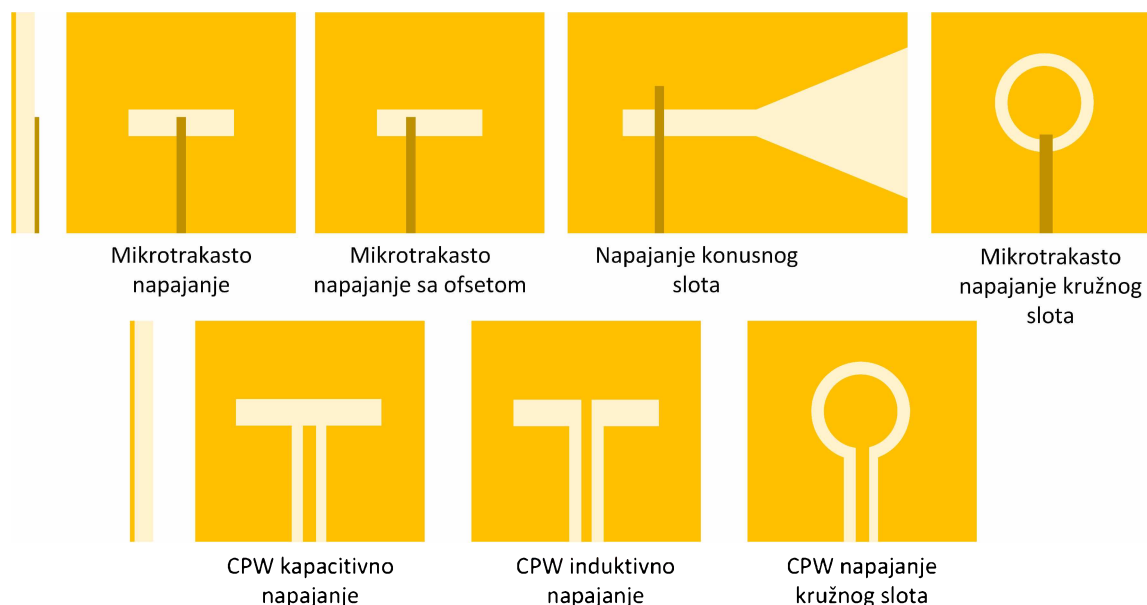 Mikrotrakasto
napajanje
Mikrotrakasto
napajanje sa ofsetom
Napajanje konusnog
slota
Mikrotrakasto
napajanje kružnog
slota
CPW kapacitivno
napajanje
CPW induktivno
napajanje
CPW napajanje
kružnog slota